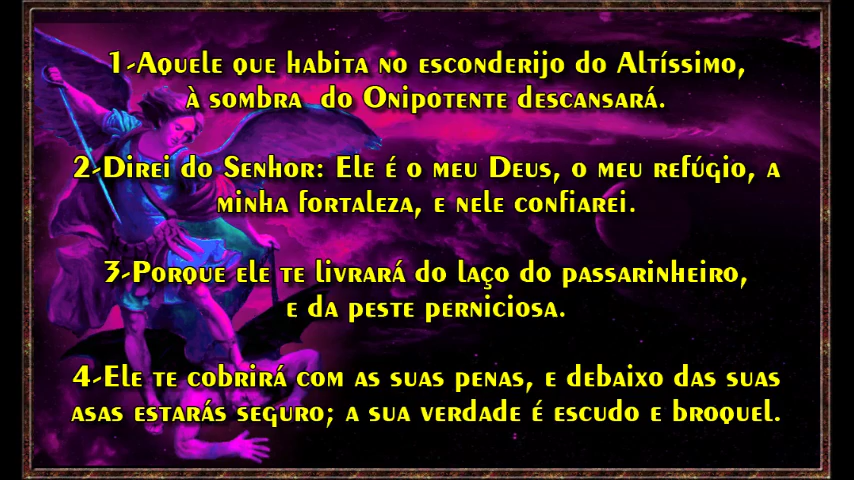 1-Aquele que habita no esconderijo do Altíssimo,
à sombra do Onipotente descansará.
2-Direi do Senhor: Ele é o meu Deus, o meu refúgio, a
minha fortaleza, e nele confiarei.
3-Porque ele te livrará do laço do passarinheiro,
e da peste perniciosa.
4-Ele te cobrirá com as suas penas, e debaixo das suas
asas estarás seguro; a sua verdade é escudo e broquel.